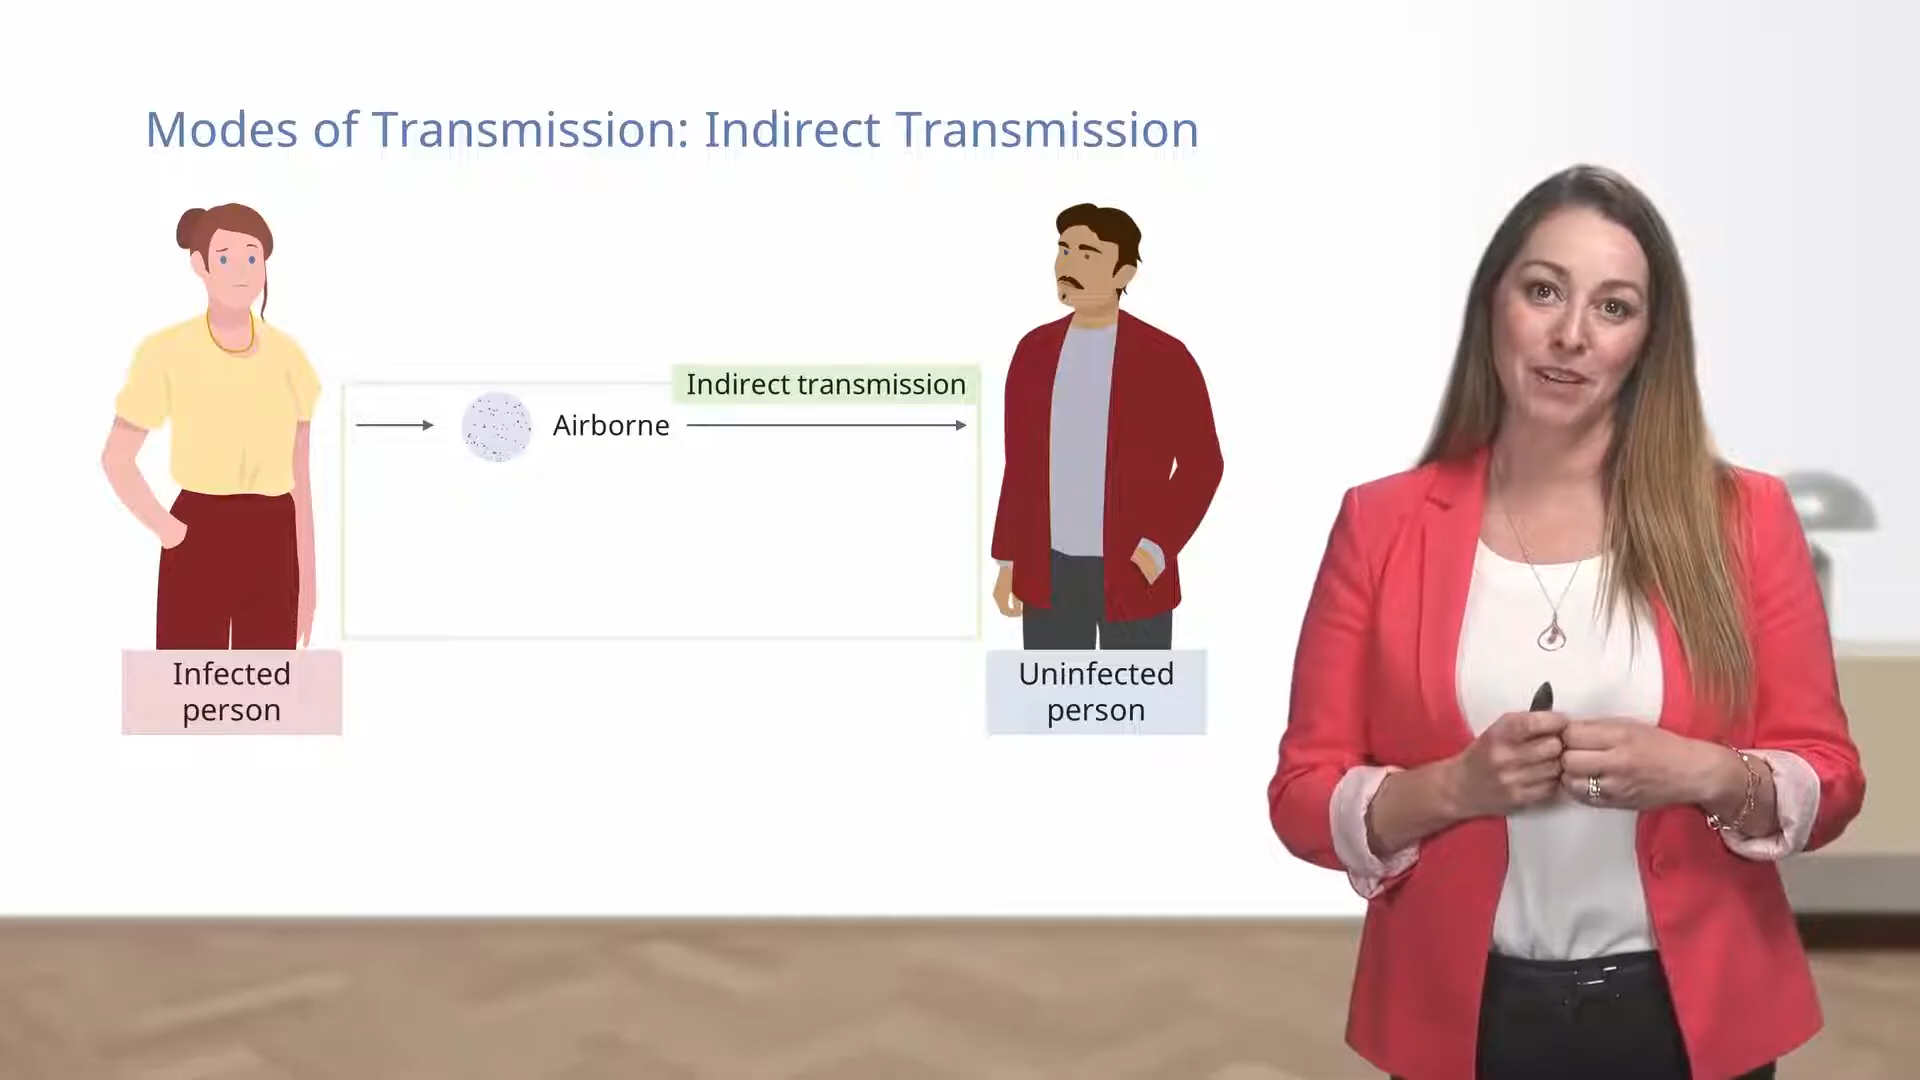 Modes of Transmission: Indirect Transmission
Indirect transmission
Airborne
Infected
person
Uninfected
person